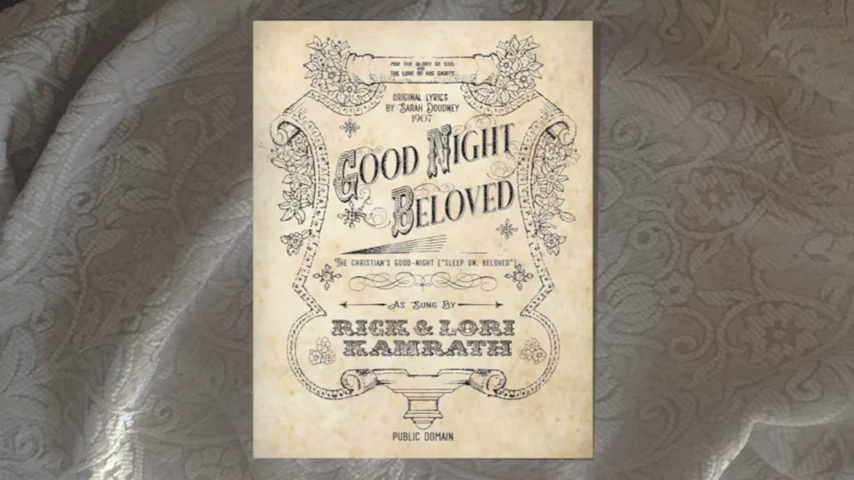 FOR THE GLORY OF GOD
AND
THE LOVE OF HIS SAINTS
ORIGINAL LYRICS
BY SARAH DOUDNEY
1907
GOOD NIGHT
BELOVED
THE CHRISTIAN'S GOOD-NIGHT ("SLEEP ON, BELOVED")
AS SUNG BY
RICK & LORI
KAMRATH
PUBLIC DOMAIN